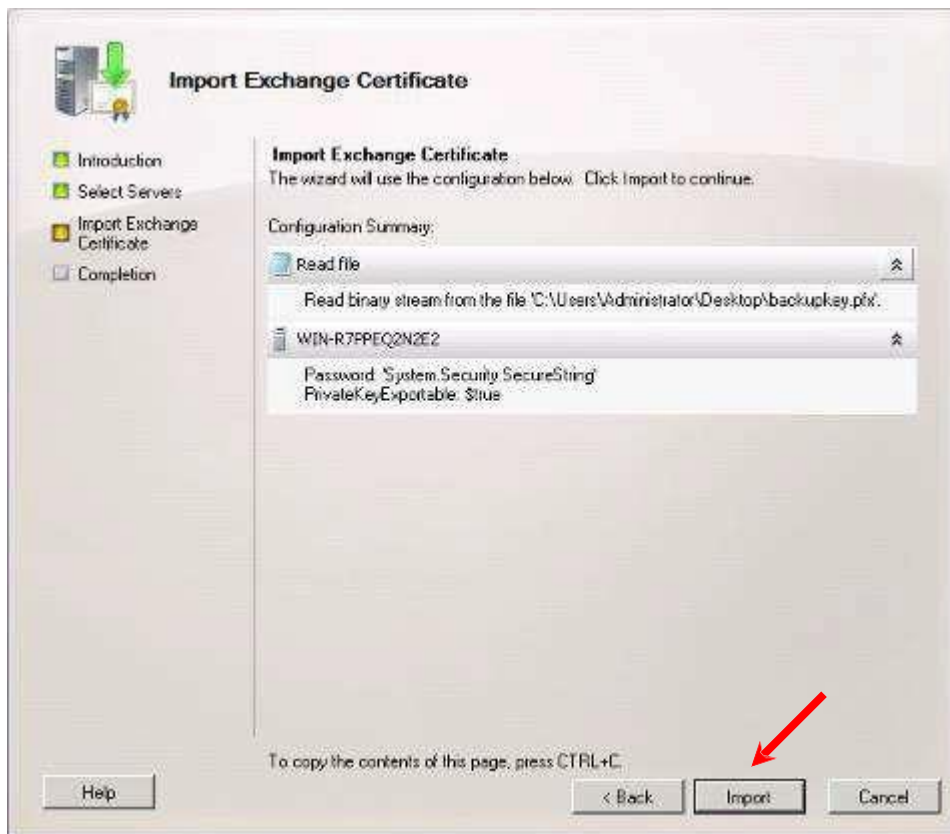 Import Exchange Certificate
Introduction
Select Servers
Import Exchange
Certificate
Completion
Import Exchange Certificate
The wizard will use the configuration below. Click Import to continue.
Configuration Summary:
Read file
Read binary stream from the file 'C:\Users\Administrator\Desktop\backupkey.pfx'.
WIN-R7PPEQ2N2E2
Password: 'System.Security.SecureString'
PrivateKeyExportable: $true
To copy the contents of this page, press CTRL+C.
Help
< Back
Import
Cancel